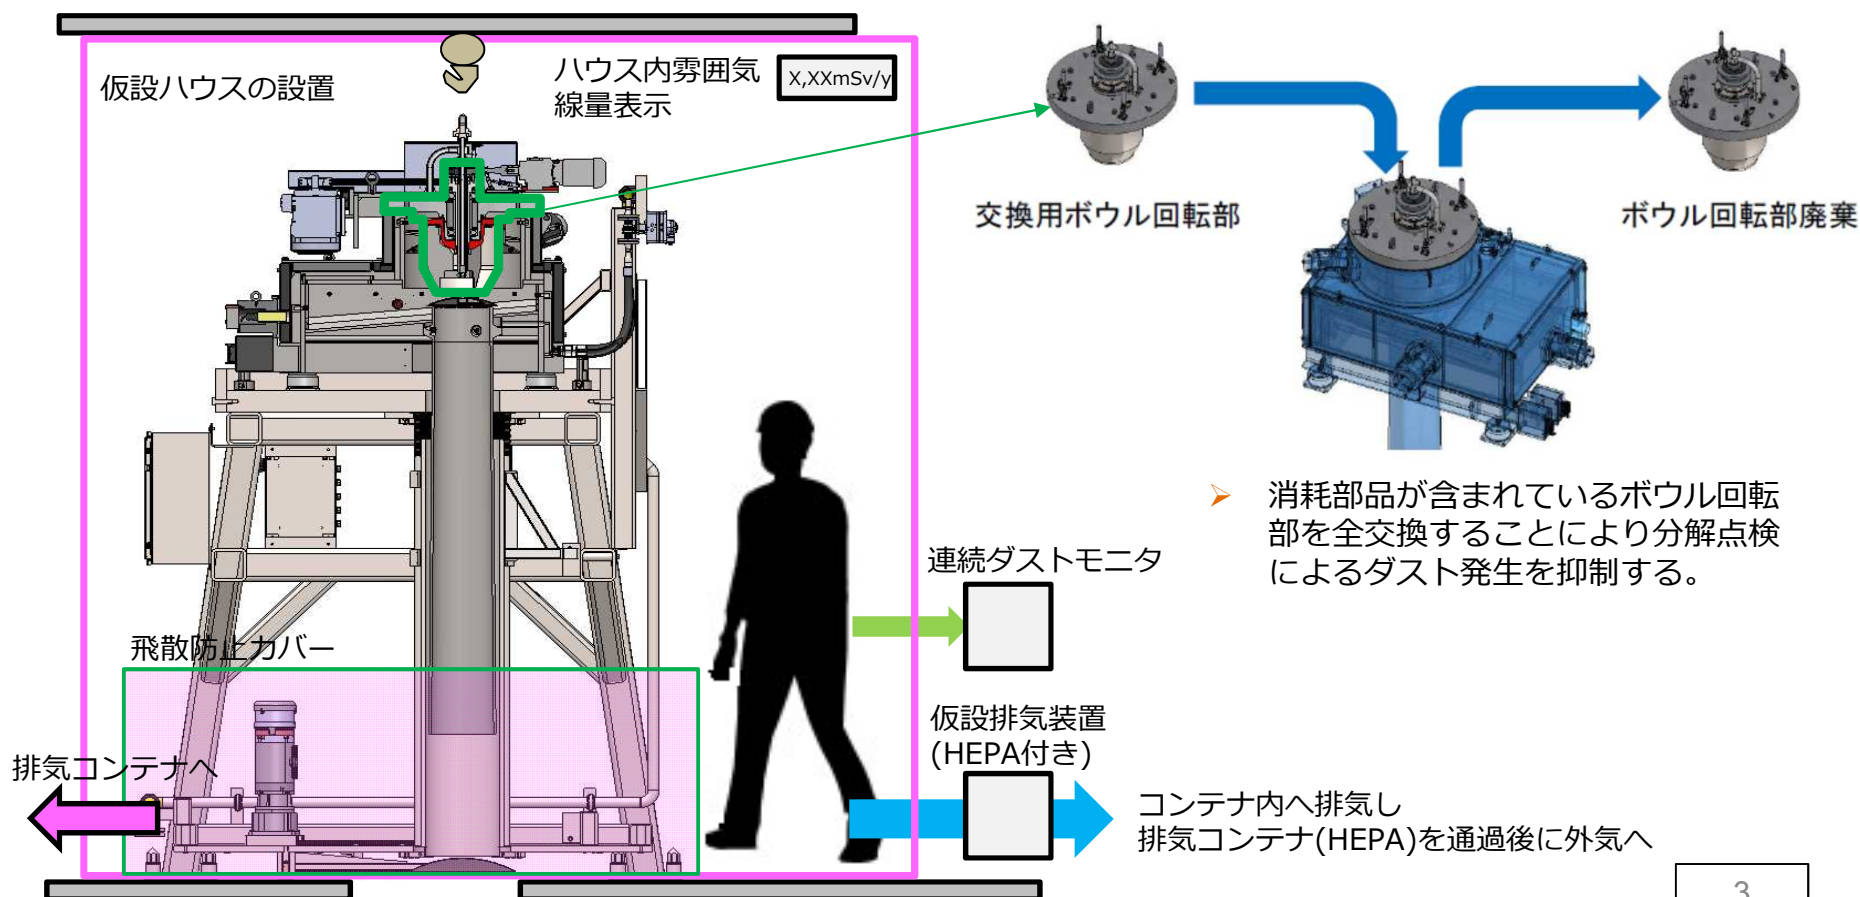 仮設ハウスの設置
ハウス内雰囲気
線量表示
X,XXmSv/y
交換用ボウル回転部
ボウル回転部廃棄
➢ 消耗部品が含まれているボウル回転
部を全交換することにより分解点検
によるダスト発生を抑制する。
連続ダストモニタ
飛散防止カバー
仮設排気装置
(HEPA付き)
排気コンテナへ
コンテナ内へ排気し
排気コンテナ(HEPA)を通過後に外気へ
3